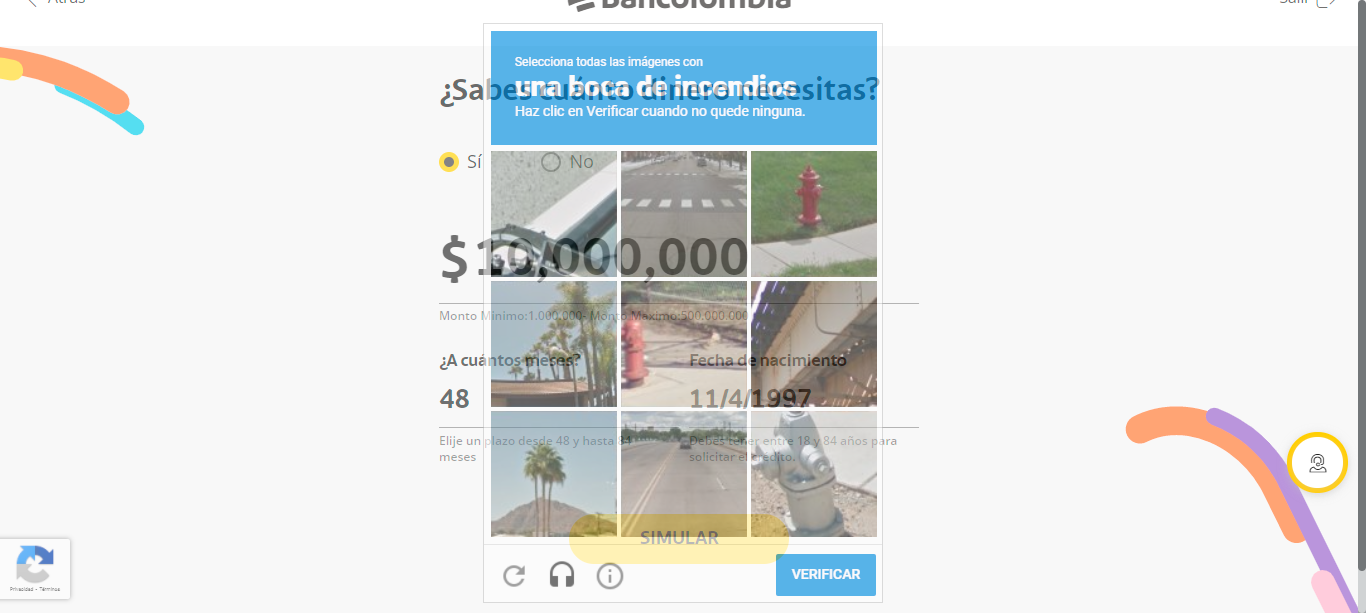 Atrás
Bancolombia
Salir
Selecciona todas las imágenes con
una boca de incendios
Haz clic en Verificar cuando no quede ninguna.
¿Sabes cuánto dinero necesitas?
Sí
No
$10,000,000
Monto Mínimo:1.000.000- Monto Máximo:500.000.000
¿A cuántos meses?
Fecha de nacimiento
48
11/4/1997
Elije un plazo desde 48 y hasta 84
meses
Debes tener entre 18 y 84 años para
solicitar el crédito.
SIMULAR
VERIFICAR
Privacidad - Términos